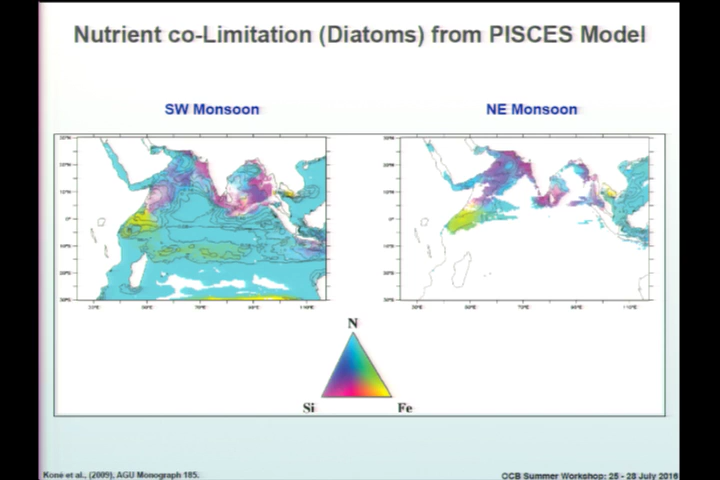 Nutrient co-Limitation (Diatoms) from PISCES Model
SW Monsoon
NE Monsoon
N
Si
Fe
Koné et al., (2009), AGU Monograph 185.
OCB Summer Workshop: 25 - 28 July 2016